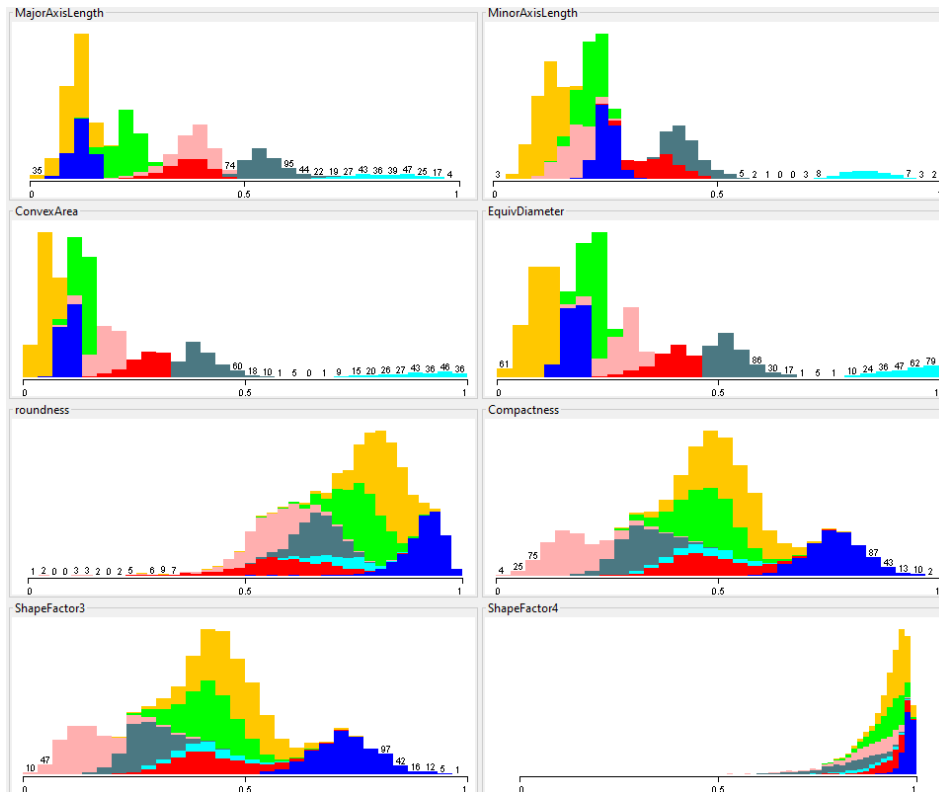 MajorAxisLength
35 74 95 44 22 19 27 43 36 39 47 25 17 4
0 0.5 1
MinorAxisLength
3 5 2 1 0 0 3 8 7 3 2
0 0.5 1
ConvexArea
60 18 10 1 5 0 1 9 15 20 26 27 43 36 46 36
0 0.5 1
EquivDiameter
61 86 30 17 1 5 1 10 24 36 47 62 79
0 0.5 1
roundness
1 2 0 0 3 3 2 0 2 5 6 9 7
0 0.5 1
Compactness
4 25 75 87 43 13 10 2
0 0.5 1
ShapeFactor3
10 47 97 42 16 12 5 1
0 0.5 1
ShapeFactor4
0 0.5 1